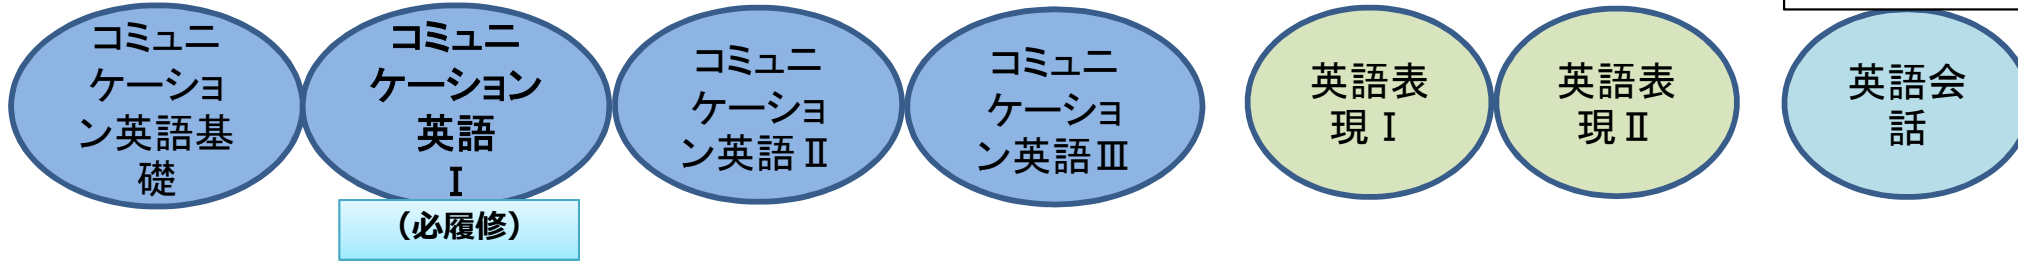 コミュニ
ケーショ
ン英語基
礎
コミュニ
ケーション
英語
Ⅰ
（必履修）
コミュニ
ケーショ
ン英語Ⅱ
コミュニ
ケーショ
ン英語Ⅲ
英語表
現Ⅰ
英語表
現Ⅱ
英語会
話